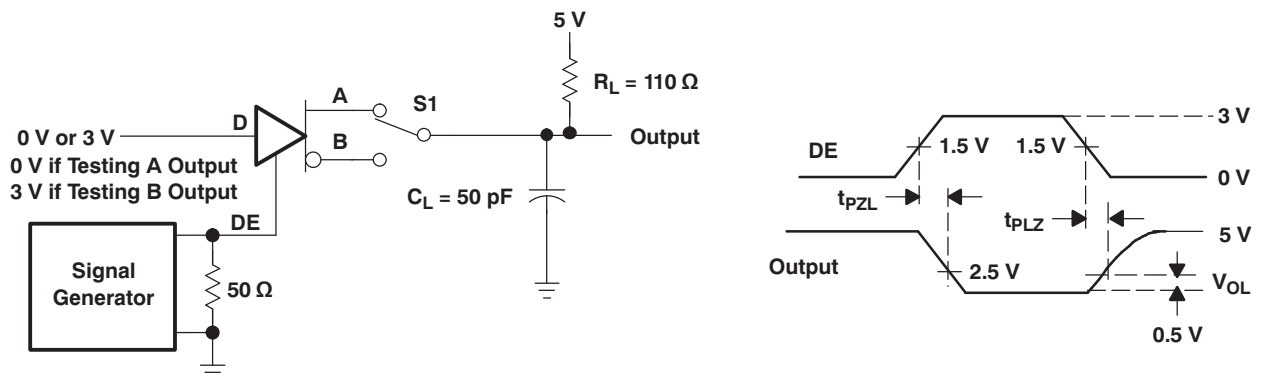 5 V
R_L = 110 Ω
A
S1
D
0 V or 3 V
B
Output
0 V if Testing A Output
3 V if Testing B Output
C_L = 50 pF
DE
Signal
Generator
50 Ω
3 V
DE
1.5 V
1.5 V
0 V
t_PZL
t_PLZ
5 V
Output
2.5 V
V_OL
0.5 V